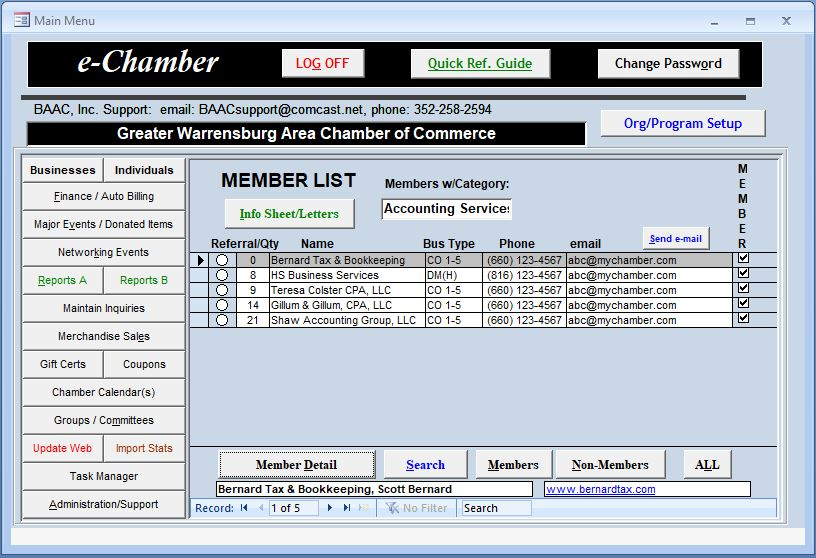 Main Menu
e-Chamber LOG OFF Quick Ref. Guide Change Password
BAAC, Inc. Support: email: BAACsupport@comcast.net, phone: 352-258-2594
Greater Warrensburg Area Chamber of Commerce
Org/Program Setup
Businesses Individuals
Finance / Auto Billing
Major Events / Donated Items
Networking Events
Reports A Reports B
Maintain Inquiries
Merchandise Sales
Gift Certs Coupons
Chamber Calendar(s)
Groups / Committees
Update Web Import Stats
Task Manager
Administration/Support
MEMBER LIST
Members w/Category:
Info Sheet/Letters
Accounting Services
MEMBER
Send e-mail
Referral/Qty Name Bus Type Phone email
0 Bernard Tax & Bookkeeping CO 1-5 (660) 123-4567 abc@mychamber.com
8 HS Business Services DM(H) (816) 123-4567 abc@mychamber.com
9 Teresa Colster CPA, LLC CO 1-5 (660) 123-4567 abc@mychamber.com
14 Gillum & Gillum, CPA, LLC CO 1-5 (660) 123-4567 abc@mychamber.com
21 Shaw Accounting Group, LLC CO 1-5 (660) 123-4567 abc@mychamber.com
Member Detail Search Members Non-Members ALL
Bernard Tax & Bookkeeping, Scott Bernard www.bernardtax.com
Record: 1 of 5 No Filter Search